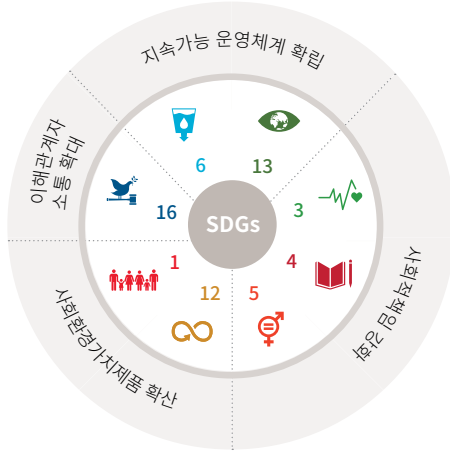 지속가능 운영체계 확립
이해관계자
소통 확대
사회적책임 강화
사회환경가치제품 확산
6
13
16
3
1
4
12
5
SDGs